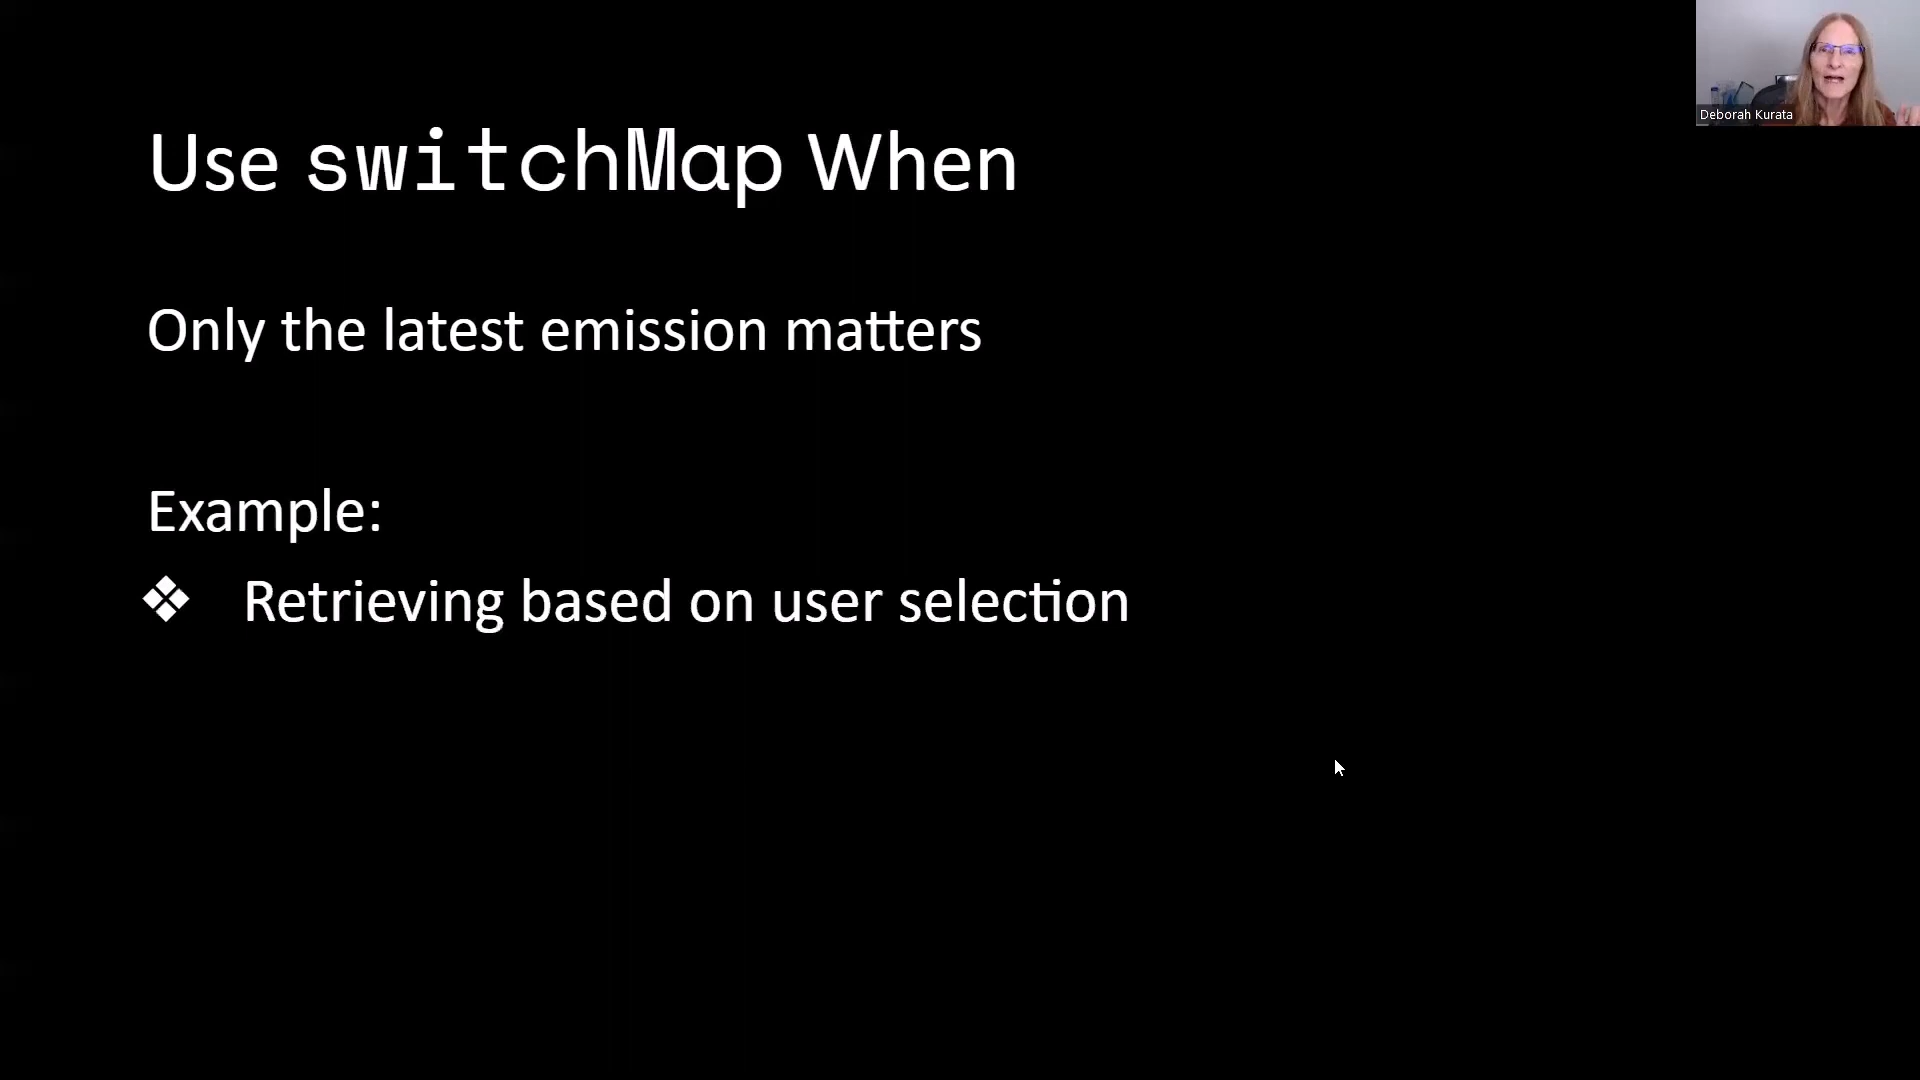 Use switchMap When
Only the latest emission matters
Example:
❖ Retrieving based on user selection
Deborah Kurata